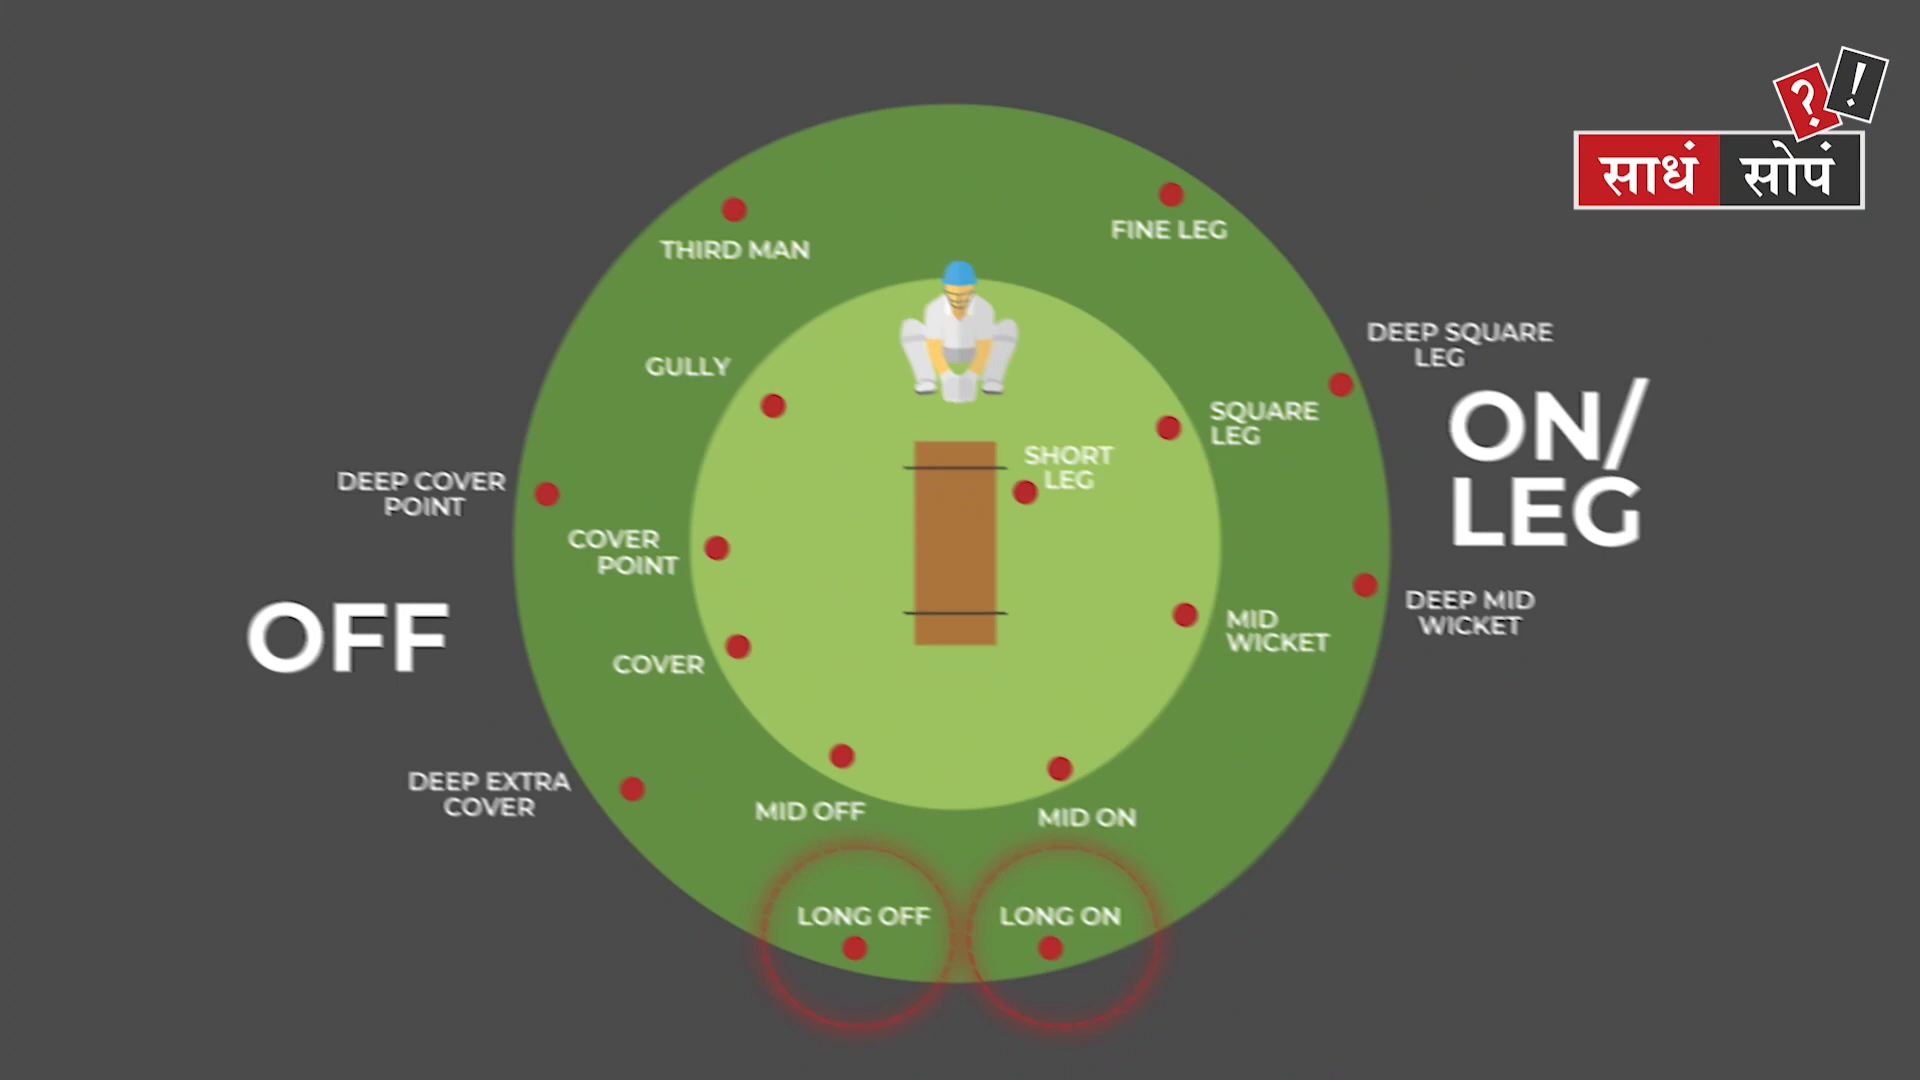 ? !
साधं सोपं
THIRD MAN
FINE LEG
GULLY
DEEP SQUARE
LEG
ON/
LEG
SQUARE
LEG
SHORT
LEG
DEEP COVER
POINT
COVER
POINT
OFF
COVER
MID
WICKET
DEEP MID
WICKET
DEEP EXTRA
COVER
MID OFF
MID ON
LONG OFF
LONG ON